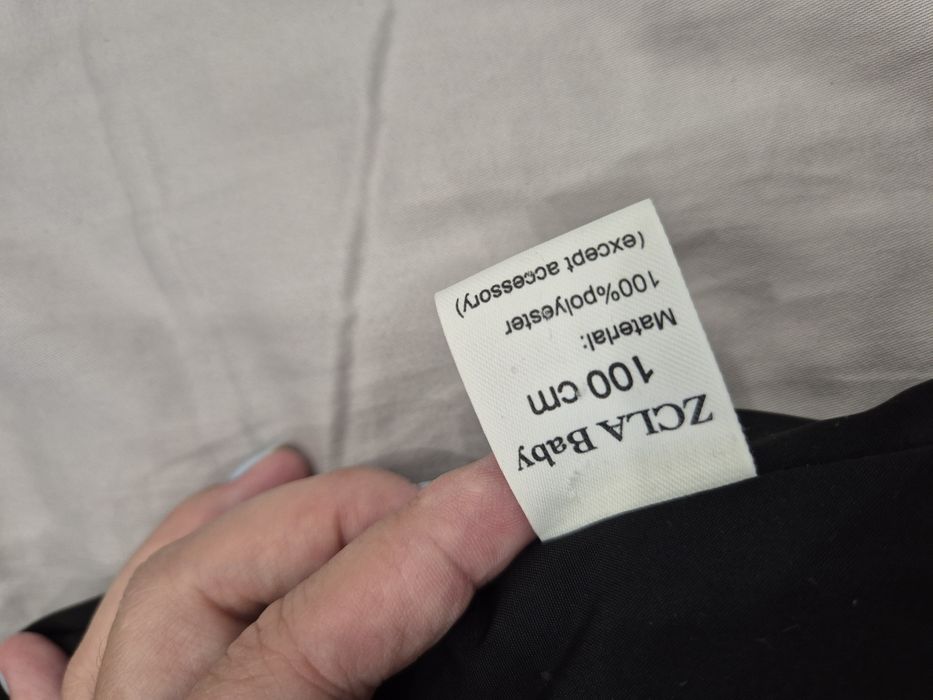 ZCLA Baby
100 cm
Material:
100%polyester
(except accessory)